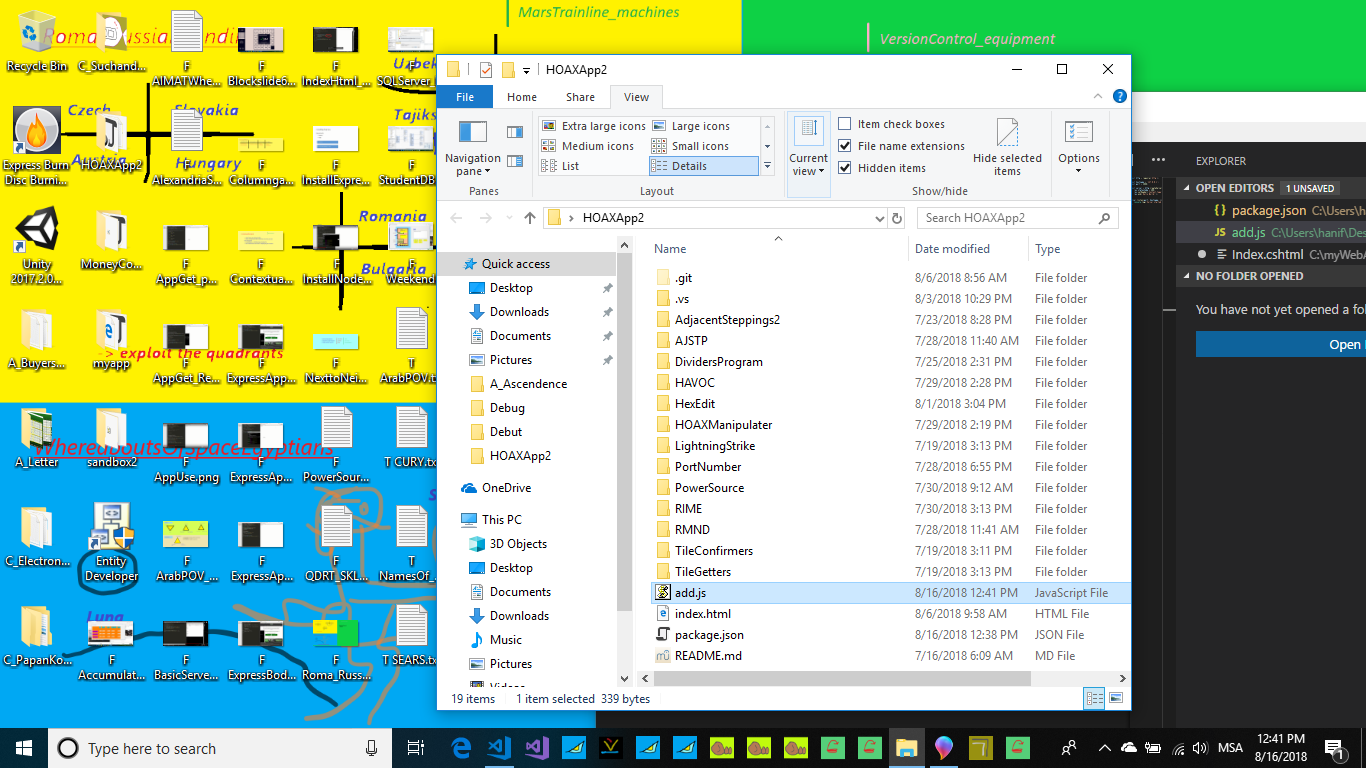 MarsTrainline_machines
VersionControl_equipment
Recycle Bin
C_Suchand...
F
AIMATWhe...
F
Blockslide6...
F
IndexHtml_...
F
SQLServer_...
Czech
Slovakia
Tajiks
Hungary
Express Burn
Disc Burni...
HOAXApp2
F
AlexandriaS...
F
Columnga...
F
InstallExpre...
F
StudentDB
Romania
Bulgaria
Unity
2017.2.0...
MoneyCo...
F
AppGet_p...
F
Contextua...
F
InstallNode...
F
Weekend
-> exploit the quadrants
A_Buyers...
myapp
F
AppGet_Re...
F
ExpressApp...
F
NexttoNei...
T
ArabPOV.t
WhereaboutsOfSpaceEgyptians
A_Letter
sandbox2
F
AppUse.png
F
ExpressAp...
F
PowerSour...
T CURY.tx
C_Electron...
Entity
Developer
F
ArabPOV_...
F
ExpressAp...
F
QDRT_SKL...
T
NamesOf_...
Luna
C_PapanKo...
F
Accumulat...
F
BasicServe...
F
ExpressBod...
F
Roma_Russ...
T SEARS.tx
HOAXApp2
File Home Share View
Navigation
pane
Panes
Extra large icons Large icons
Medium icons Small icons
List Details
Layout
Current
view
Item check boxes
File name extensions
Hidden items
Hide selected
items
Show/hide
Options
HOAXApp2
Search HOAXApp2
Quick access
Desktop
Downloads
Documents
Pictures
A_Ascendence
Debug
Debut
HOAXApp2
OneDrive
This PC
3D Objects
Desktop
Documents
Downloads
Music
Pictures
Videos
Name Date modified Type
.git 8/6/2018 8:56 AM File folder
.vs 8/3/2018 10:29 PM File folder
AdjacentSteppings2 7/23/2018 8:28 PM File folder
AJSTP 7/28/2018 11:40 AM File folder
DividersProgram 7/25/2018 2:31 PM File folder
HAVOC 7/29/2018 2:28 PM File folder
HexEdit 8/1/2018 3:04 PM File folder
HOAXManipulater 7/29/2018 2:19 PM File folder
LightningStrike 7/19/2018 3:13 PM File folder
PortNumber 7/28/2018 6:55 PM File folder
PowerSource 7/30/2018 9:12 AM File folder
RIME 7/30/2018 3:13 PM File folder
RMND 7/28/2018 11:41 AM File folder
TileConfirmers 7/19/2018 3:11 PM File folder
TileGetters 7/19/2018 3:13 PM File folder
add.js 8/16/2018 12:41 PM JavaScript File
index.html 8/6/2018 9:58 AM HTML File
package.json 8/16/2018 12:38 PM JSON File
README.md 7/16/2018 6:09 AM MD File
19 items 1 item selected 339 bytes
EXPLORER
OPEN EDITORS 1 UNSAVED
{} package.json C:\Users\h
JS add.js C:\Users\hanif\Des
Index.cshtml C:\myWebA
NO FOLDER OPENED
You have not yet opened a fol
Open
Type here to search
MSA
12:41 PM
8/16/2018
1